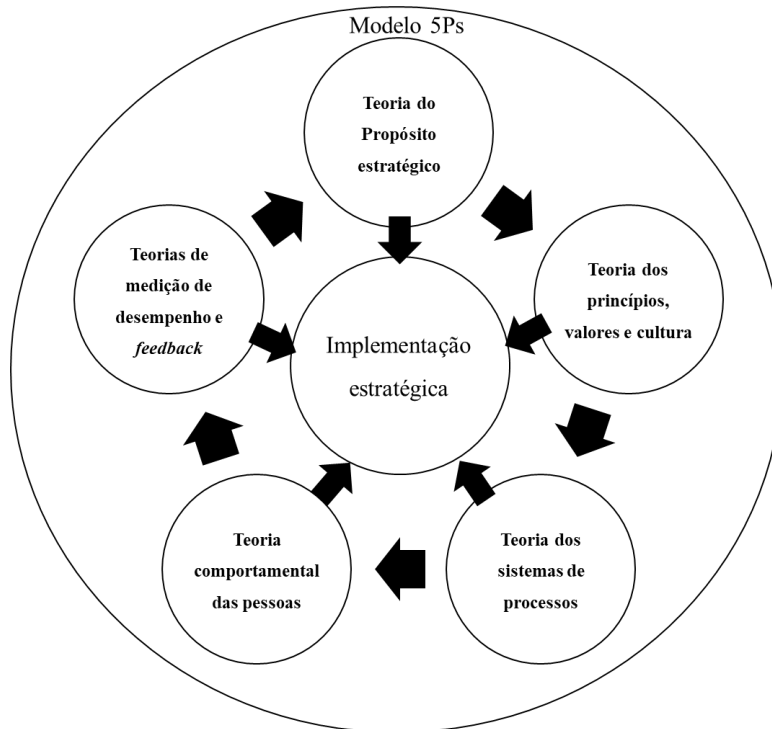 Modelo 5Ps
Teoria do
Propósito
estratégico
Teorias de
medição de
desempenho e
feedback
Teoria dos
princípios,
valores e cultura
Implementação
estratégica
Teoria
comportamental
das pessoas
Teoria dos
sistemas de
processos